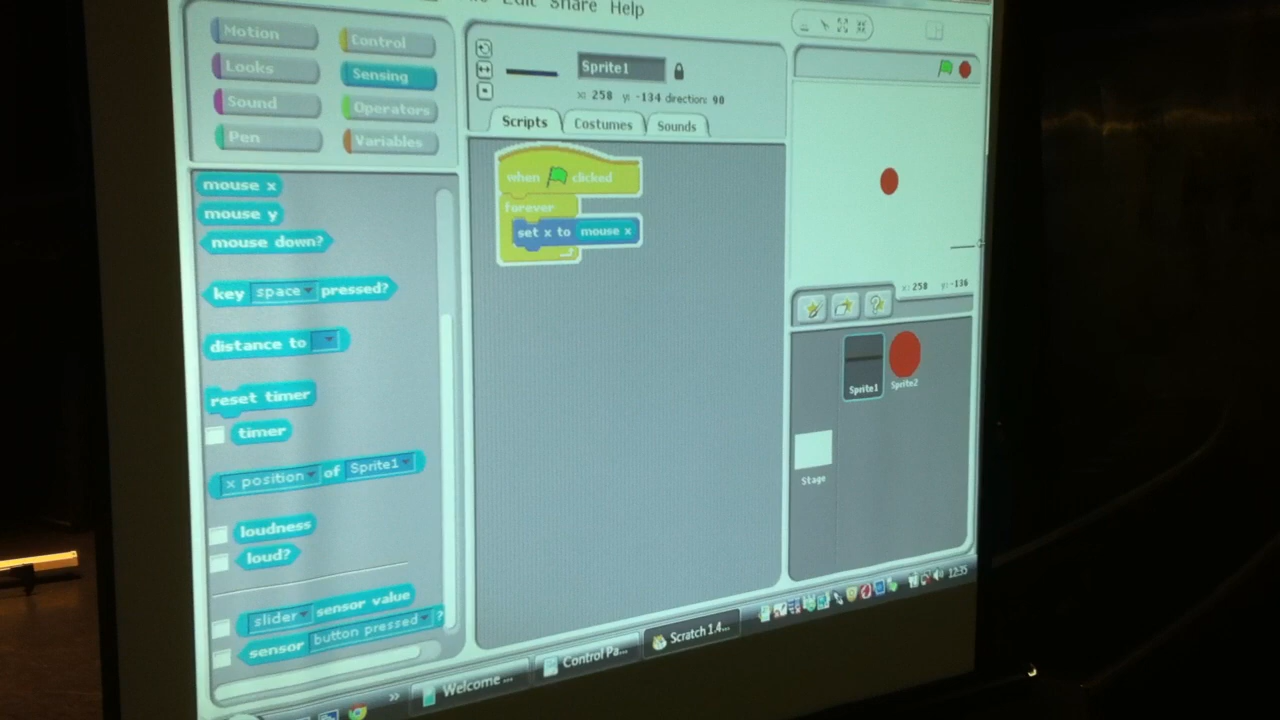 Edit Share Help
Motion
Control
Looks
Sensing
Sound
Operators
Pen
Variables
mouse x
mouse y
mouse down?
key space pressed?
distance to
reset timer
timer
x position of Sprite1
loudness
loud?
slider sensor value
sensor button pressed ?
Sprite1
x: 258 y: -134 direction: 90
Scripts Costumes Sounds
when clicked
forever
set x to mouse x
x: 258 y: -136
Sprite1
Sprite2
Stage
Welcome ...
Control Pa...
Scratch 1.4...
12:35